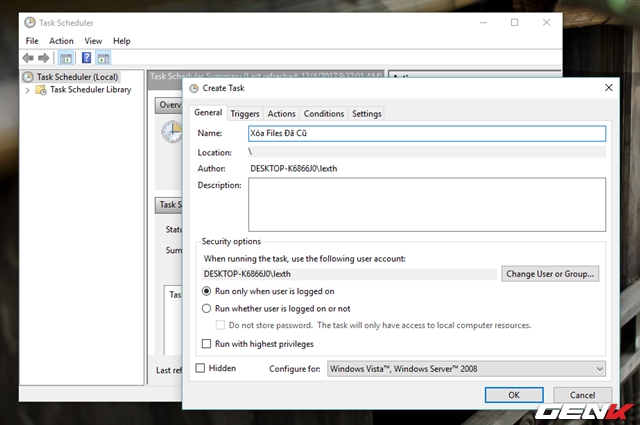 Task Scheduler
File Action View Help
Task Scheduler (Local)
Task Scheduler Library
Task Scheduler Summary (Last refreshed: 12/4/2017 9:37:01 AM)
Actions
Overv
Task S
Statu
Sum
Tas
Last ref
Create Task
General Triggers Actions Conditions Settings
Name: Xóa Files Đã Cũ
Location: \
Author: DESKTOP-K6866J0\lexth
Description:
Security options
When running the task, use the following user account:
DESKTOP-K6866J0\lexth Change User or Group...
Run only when user is logged on
Run whether user is logged on or not
Do not store password. The task will only have access to local computer resources.
Run with highest privileges
Hidden Configure for: Windows Vista™, Windows Server™ 2008
OK Cancel
GENK